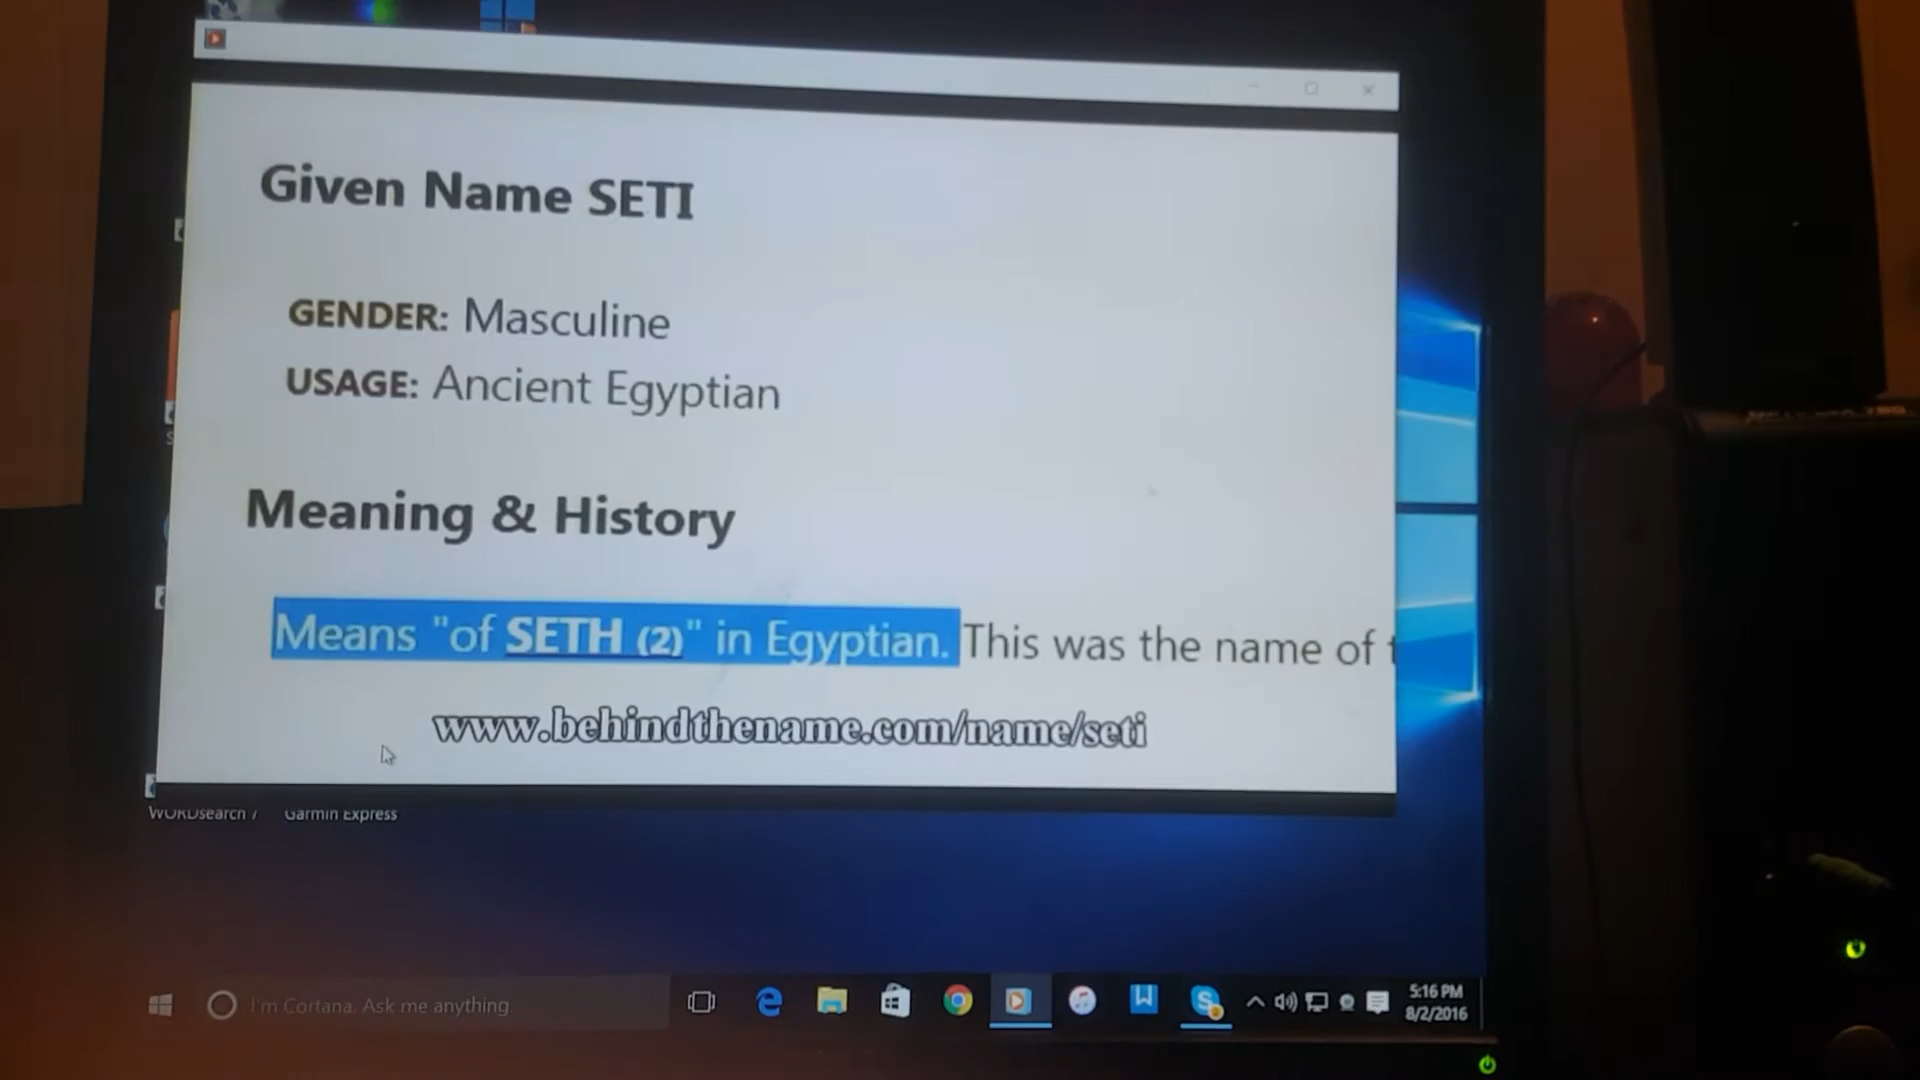 Given Name SETI
GENDER: Masculine
USAGE: Ancient Egyptian
Meaning & History
Means "of SETH (2)" in Egyptian. This was the name of
www.behindthename.com/name/seti
WORDsearch 7 Garmin Express
I'm Cortana. Ask me anything.
5:16 PM
8/2/2016